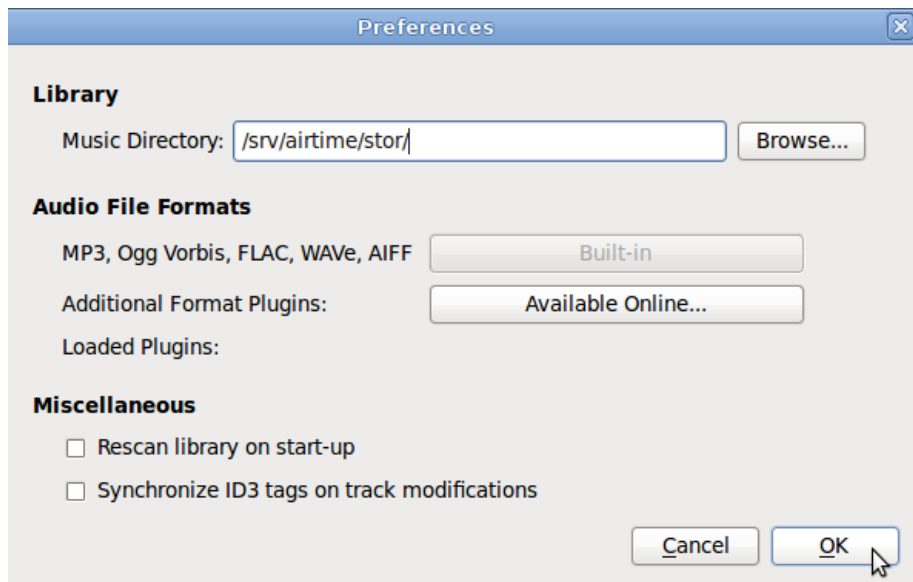 Preferences
Library
Music Directory: /srv/airtime/stor/ Browse...
Audio File Formats
MP3, Ogg Vorbis, FLAC, WAVe, AIFF Built-in
Additional Format Plugins: Available Online...
Loaded Plugins:
Miscellaneous
Rescan library on start-up
Synchronize ID3 tags on track modifications
Cancel OK